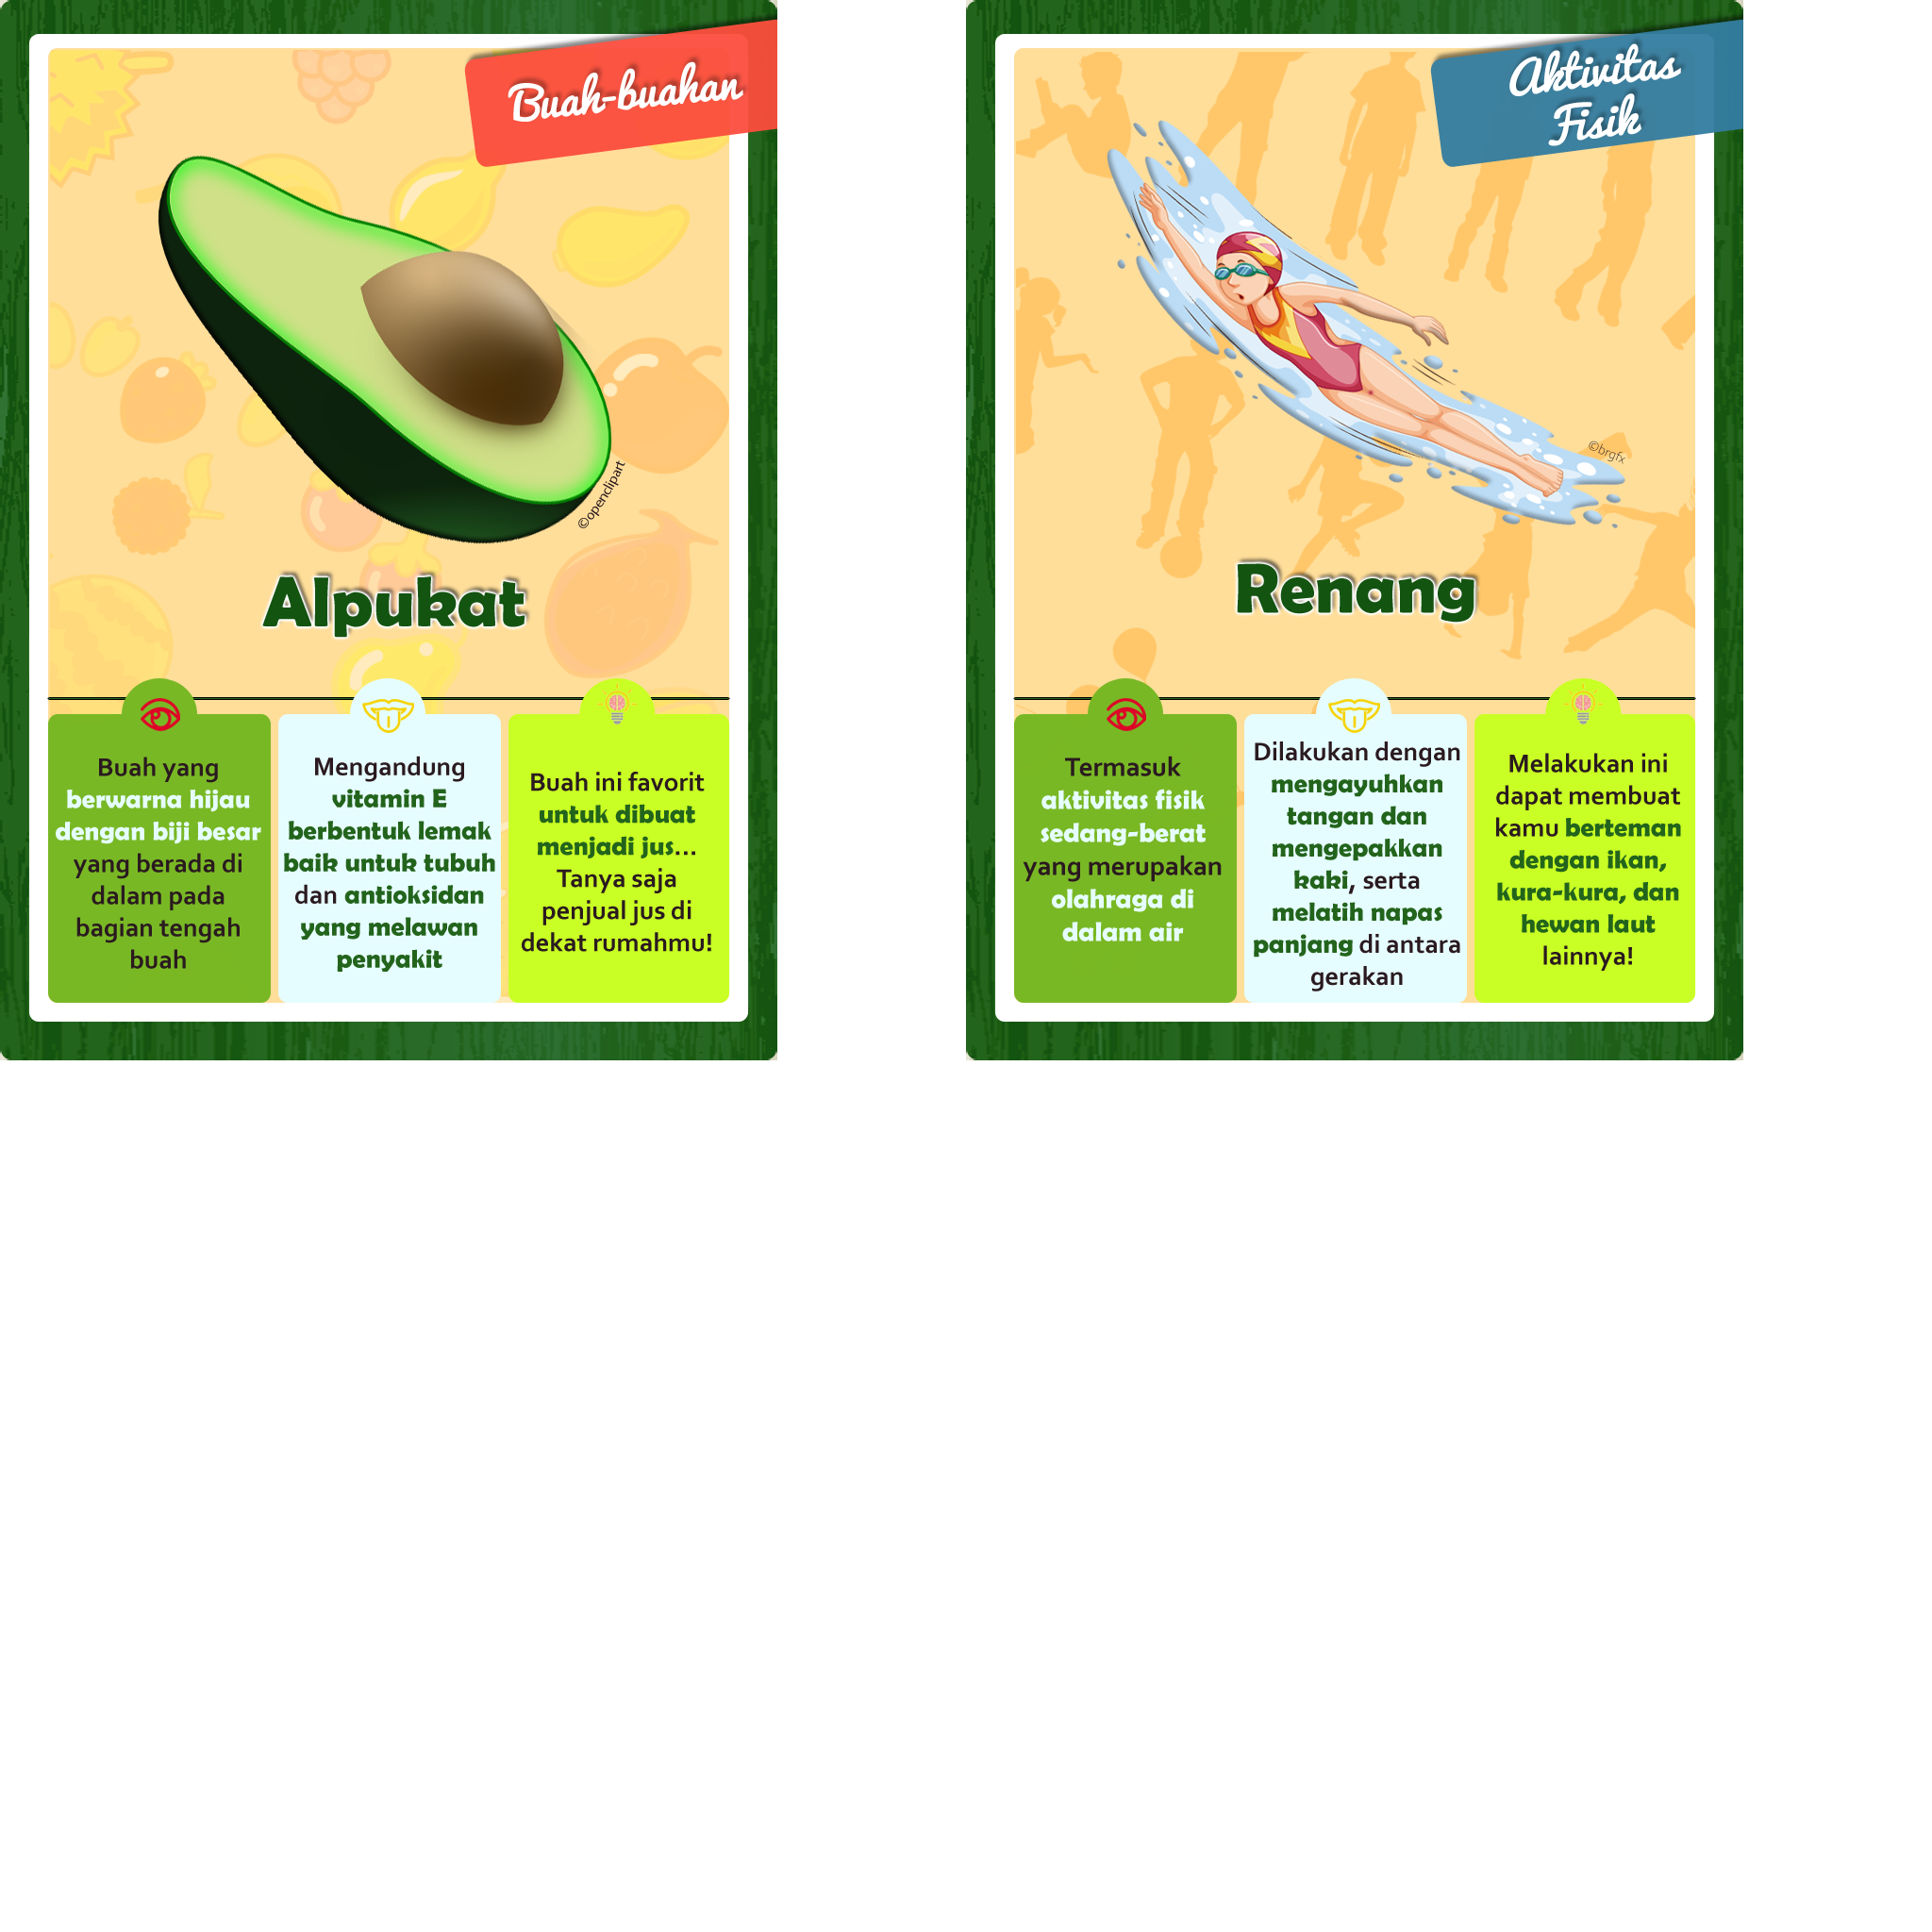 Buah-buahan
©openclipart
Alpukat
Buah yang
berwarna hijau
dengan biji besar
yang berada di
dalam pada
bagian tengah
buah
Mengandung
vitamin E
berbentuk lemak
baik untuk tubuh
dan antioksidan
yang melawan
penyakit
Buah ini favorit
untuk dibuat
menjadi jus...
Tanya saja
penjual jus di
dekat rumahmu!
Aktivitas
Fisik
©brgfx
Renang
Termasuk
aktivitas fisik
sedang-berat
yang merupakan
olahraga di
dalam air
Dilakukan dengan
mengayuhkan
tangan dan
mengepakkan
kaki, serta
melatih napas
panjang di antara
gerakan
Melakukan ini
dapat membuat
kamu berteman
dengan ikan,
kura-kura, dan
hewan laut
lainnya!